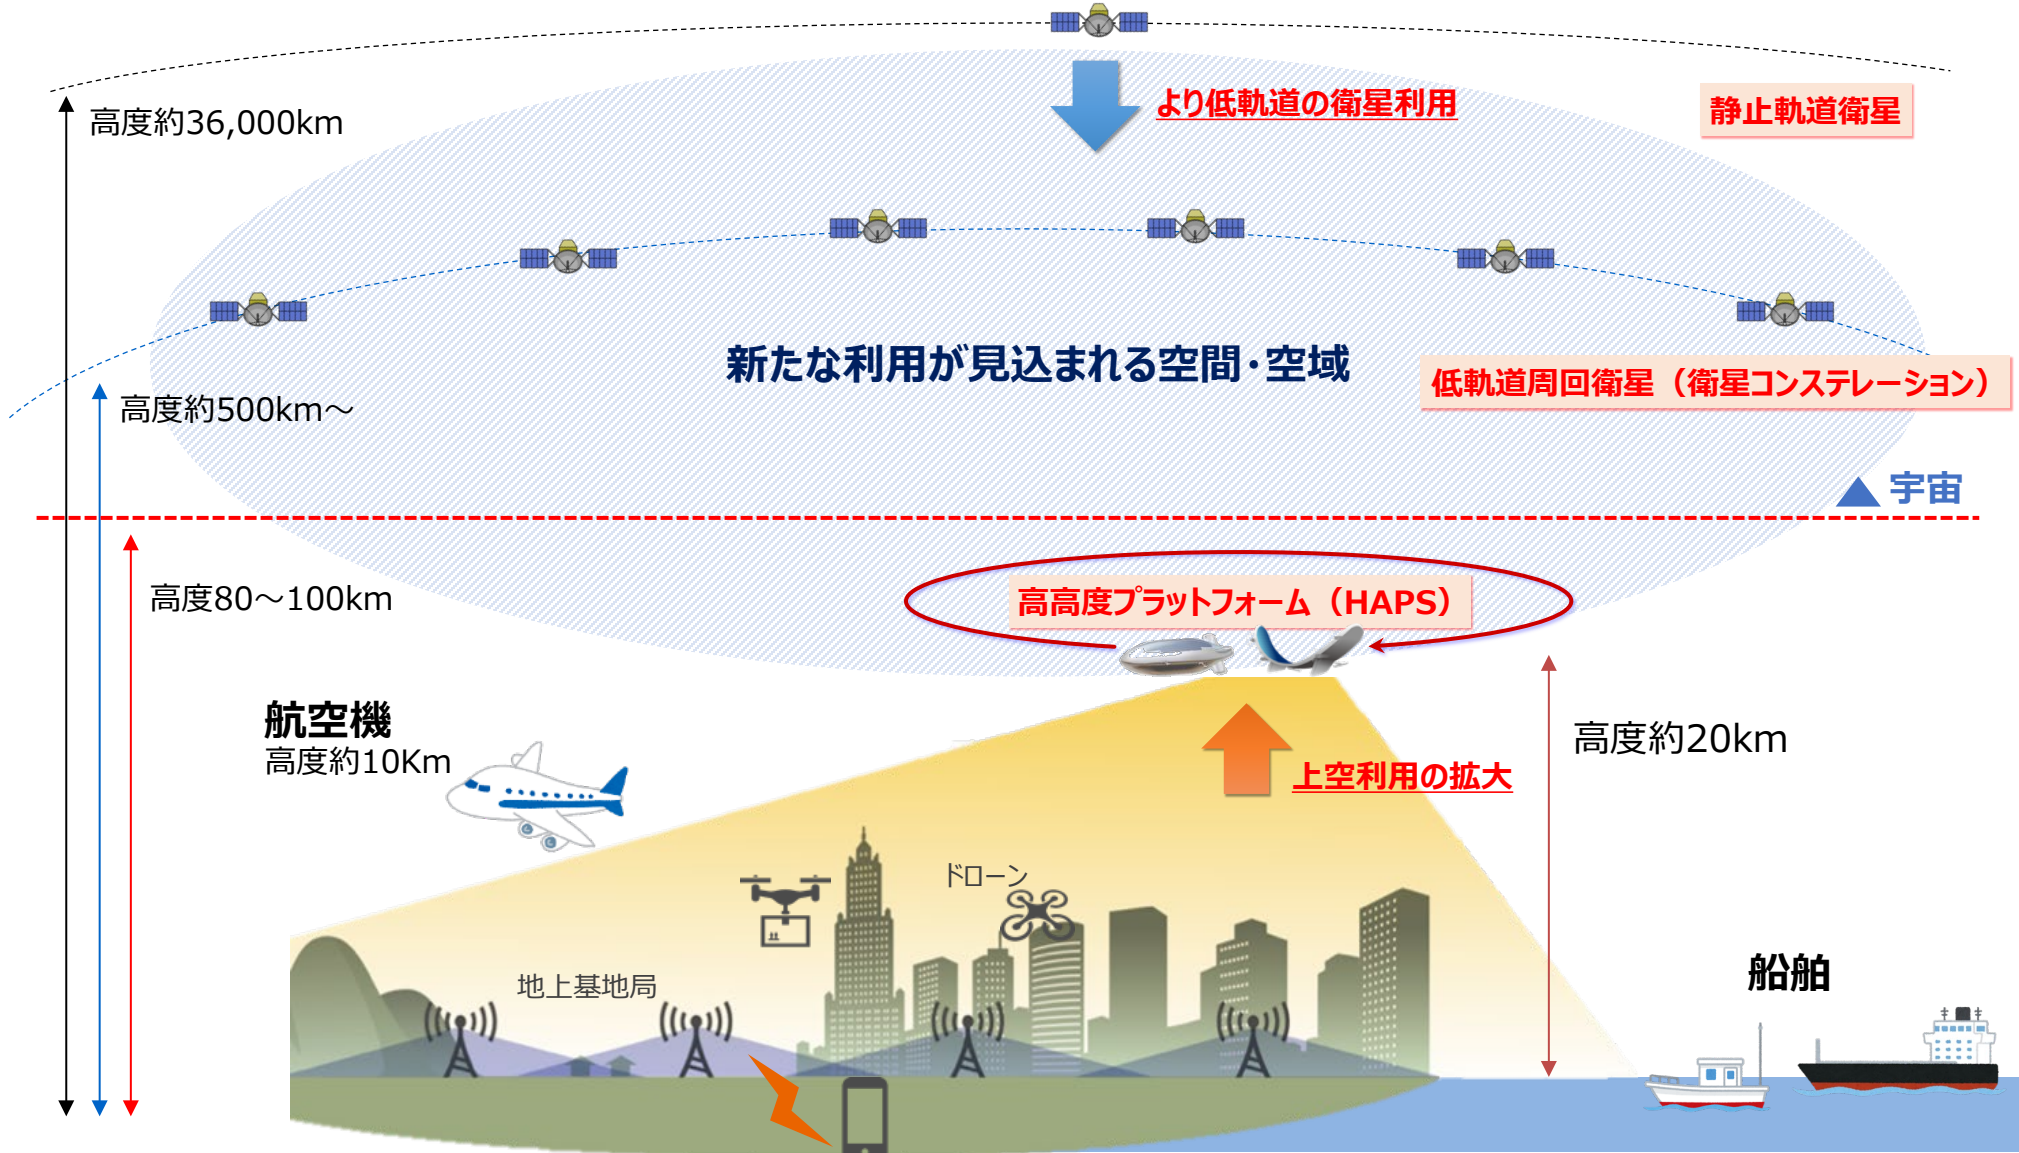 高度約36,000km
より低軌道の衛星利用
静止軌道衛星
新たな利用が見込まれる空間・空域
低軌道周回衛星（衛星コンステレーション）
高度約500km～
宇宙
高度80～100km
高高度プラットフォーム（HAPS）
航空機
高度約10Km
高度約20km
上空利用の拡大
ドローン
地上基地局
船舶